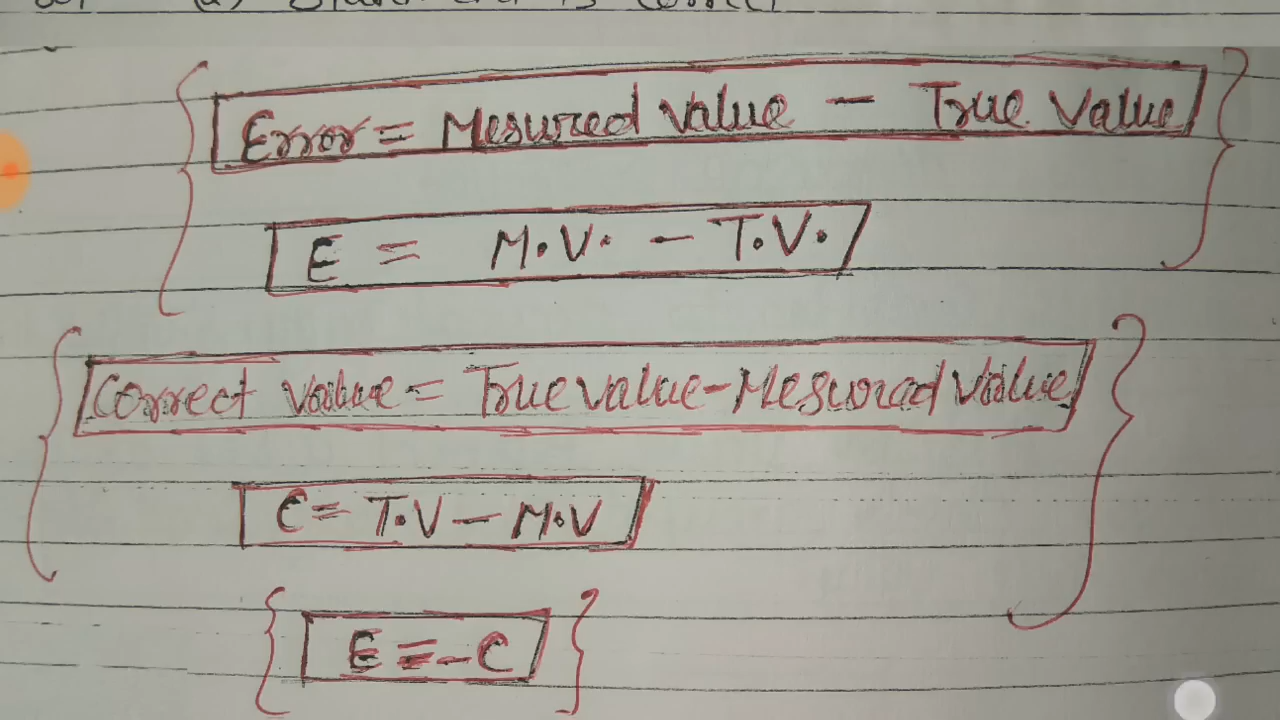 Error = Mesured Value - True Value
E = M.V. - T.V.
Correct Value = True value - Mesured Value
C = T.V - M.V
E = -C